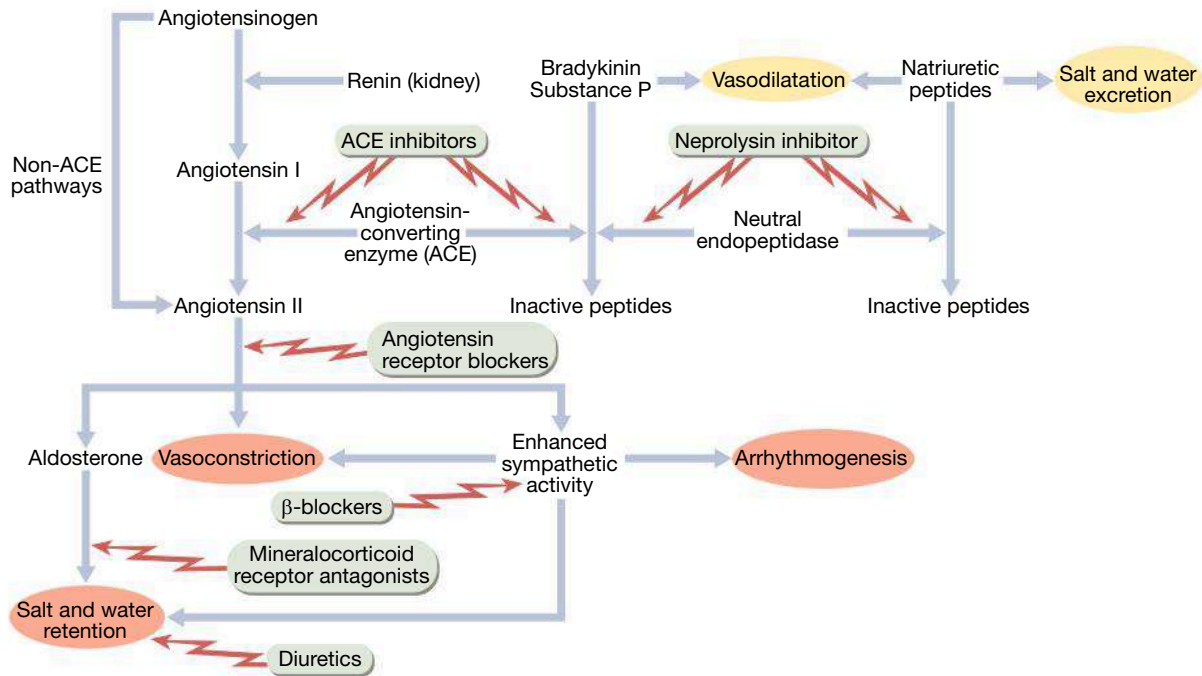 Angiotensinogen
Renin (kidney)
Bradykinin
Substance P
Vasodilatation
Natriuretic
peptides
Salt and water
excretion
ACE inhibitors
Neprolysin inhibitor
Non-ACE
pathways
Angiotensin I
Angiotensin-
converting
enzyme (ACE)
Neutral
endopeptidase
Angiotensin II
Inactive peptides
Inactive peptides
Angiotensin
receptor blockers
Aldosterone
Vasoconstriction
Enhanced
sympathetic
activity
Arrhythmogenesis
β-blockers
Mineralocorticoid
receptor antagonists
Salt and water
retention
Diuretics